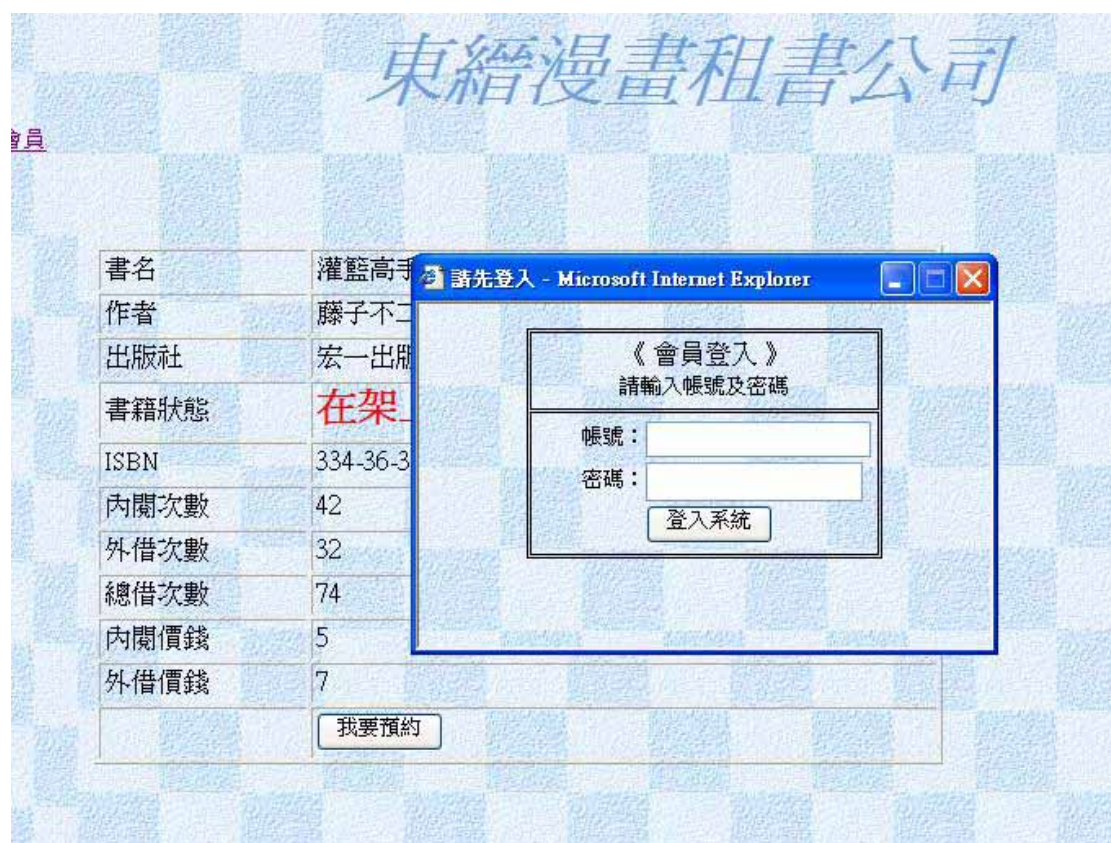 東縉漫畫租書公司
會員
書名 灌籃高手
作者 藤子不二
出版社 宏一出版
書籍狀態 在架上
ISBN 334-36-3
內閱次數 42
外借次數 32
總借次數 74
內閱價錢 5
外借價錢 7
我要預約
請先登入 - Microsoft Internet Explorer
《 會員登入 》
請輸入帳號及密碼
帳號：
密碼：
登入系統